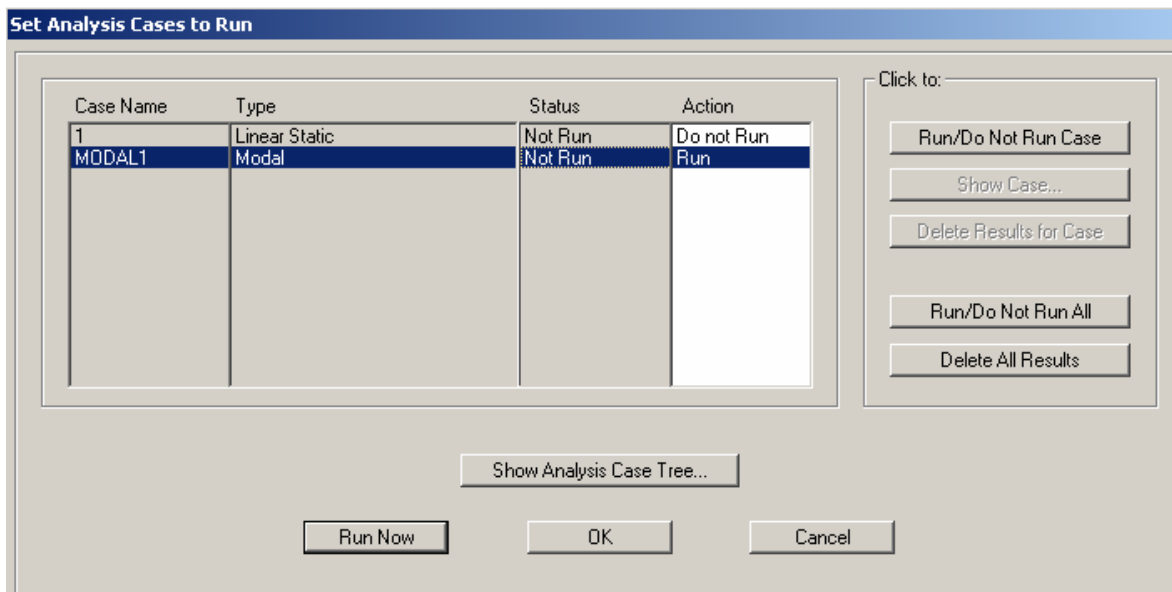 Set Analysis Cases to Run
Click to:
Case Name Type Status Action
1 Linear Static Not Run Do not Run
MODAL1 Modal Not Run Run
Run/Do Not Run Case
Show Case...
Delete Results for Case
Run/Do Not Run All
Delete All Results
Show Analysis Case Tree...
Run Now OK Cancel